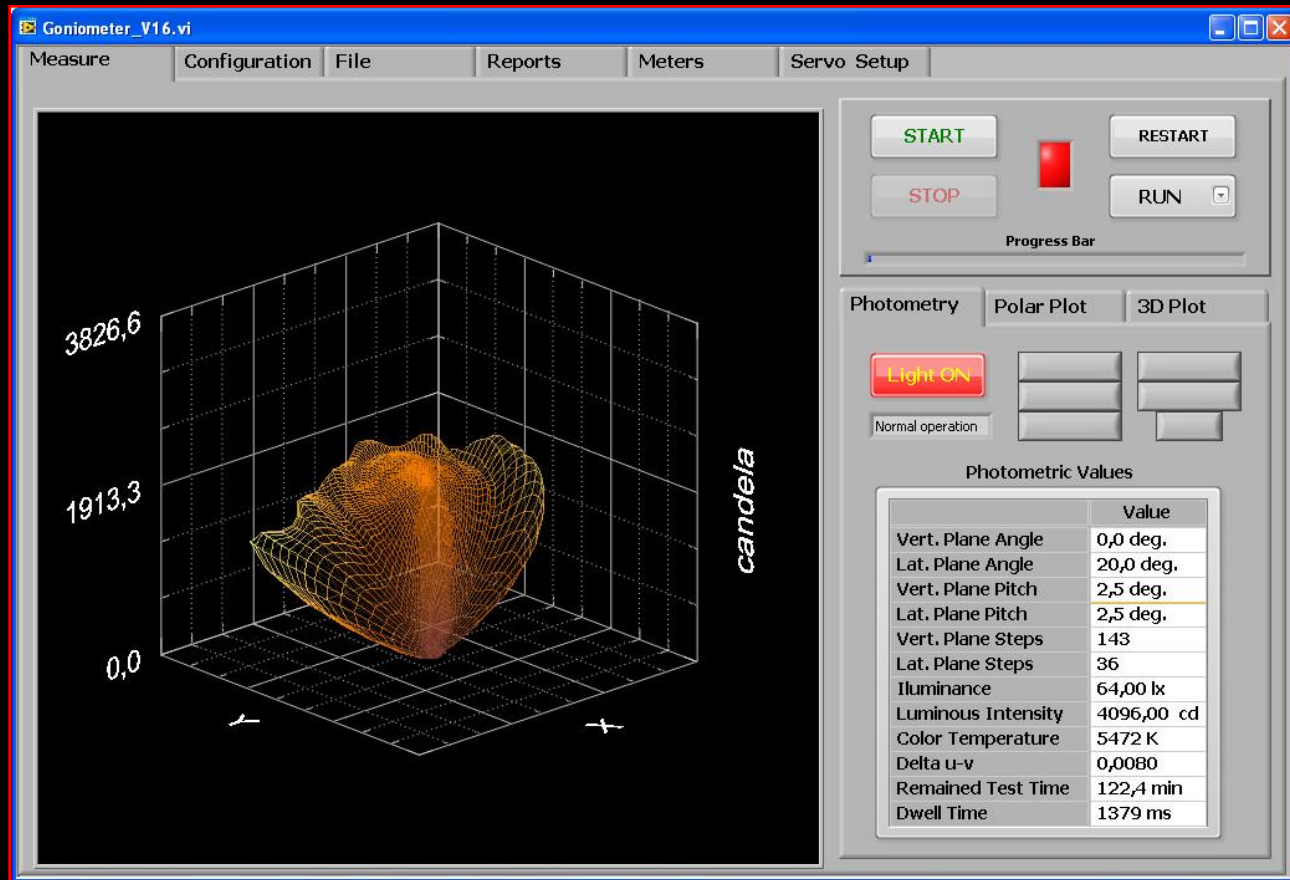 Goniometer_V16.vi
Measure Configuration File Reports Meters Servo Setup
START RESTART
STOP RUN
Progress Bar
Photometry Polar Plot 3D Plot
Light ON
Normal operation
Photometric Values
Value
Vert. Plane Angle 0,0 deg.
Lat. Plane Angle 20,0 deg.
Vert. Plane Pitch 2,5 deg.
Lat. Plane Pitch 2,5 deg.
Vert. Plane Steps 143
Lat. Plane Steps 36
Iluminance 64,00 lx
Luminous Intensity 4096,00 cd
Color Temperature 5472 K
Delta u-v 0,0080
Remained Test Time 122,4 min
Dwell Time 1379 ms
3826,6
1913,3
0,0
Y
X
candela